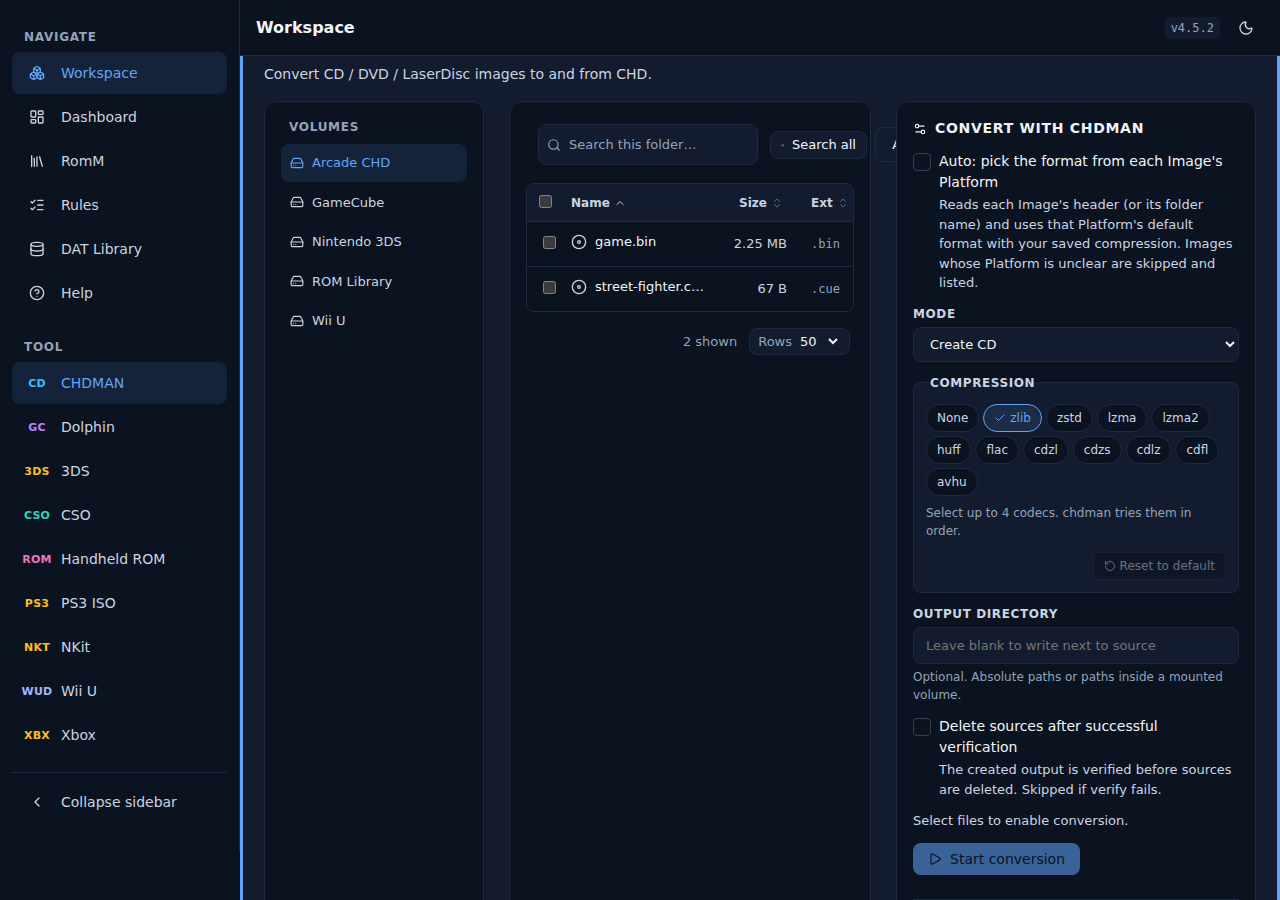 NAVIGATE
Workspace
Dashboard
RomM
Rules
DAT Library
Help
TOOL
CD CHDMAN
GC Dolphin
3DS 3DS
CSO CSO
ROM Handheld ROM
PS3 PS3 ISO
NKT NKit
WUD Wii U
XBX Xbox
Collapse sidebar
Workspace
v4.5.2
Convert CD / DVD / LaserDisc images to and from CHD.
VOLUMES
Arcade CHD
GameCube
Nintendo 3DS
ROM Library
Wii U
Search this folder…
Search all
Name Size Ext
game.bin 2.25 MB .bin
street-fighter.c… 67 B .cue
2 shown Rows 50
CONVERT WITH CHDMAN
Auto: pick the format from each Image's
Platform
Reads each Image's header (or its folder
name) and uses that Platform's default
format with your saved compression. Images
whose Platform is unclear are skipped and
listed.
MODE
Create CD
COMPRESSION
None zlib zstd lzma lzma2
huff flac cdzl cdzs cdlz cdfl
avhu
Select up to 4 codecs. chdman tries them in
order.
Reset to default
OUTPUT DIRECTORY
Leave blank to write next to source
Optional. Absolute paths or paths inside a mounted
volume.
Delete sources after successful
verification
The created output is verified before sources
are deleted. Skipped if verify fails.
Select files to enable conversion.
Start conversion